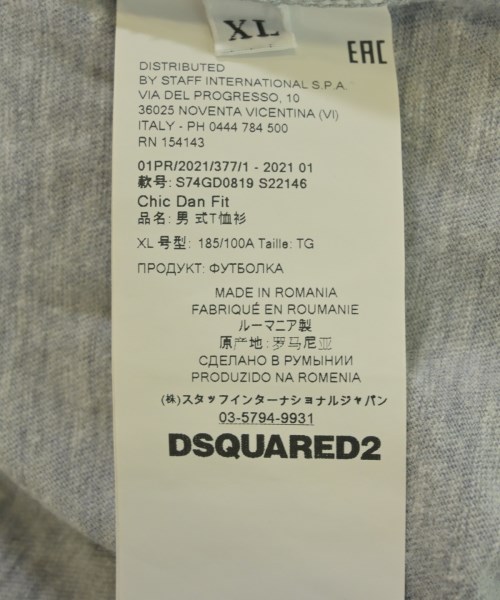 XL
EAC
DISTRIBUTED
BY STAFF INTERNATIONAL S.P.A.
VIA DEL PROGRESSO, 10
36025 NOVENTA VICENTINA (VI)
ITALY - PH 0444 784 500
RN 154143
01PR/2021/377/1 - 2021 01
款号: S74GD0819 S22146
Chic Dan Fit
品名: 男 式T恤衫
XL 号型: 185/100A Taille: TG
ПРОДУКТ: ФУТБОЛКА
MADE IN ROMANIA
FABRIQUÉ EN ROUMANIE
ルーマニア製
原产地: 罗马尼亚
СДЕЛАНО В РУМЫНИИ
PRODUZIDO NA ROMENIA
(株)スタッフインターナショナルジャパン
03-5794-9931
DSQUARED2